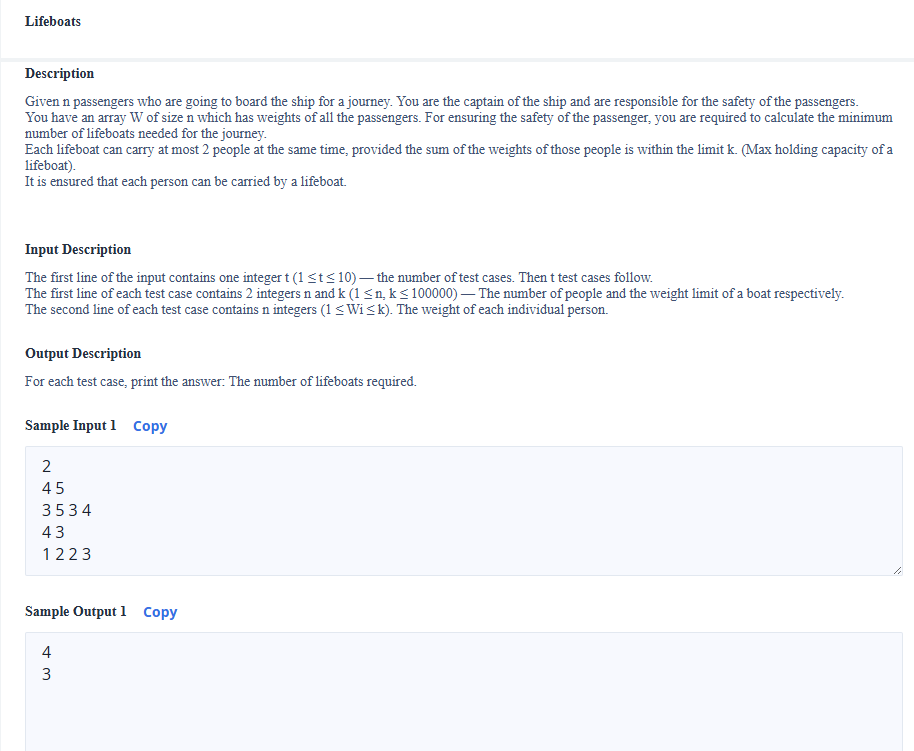 Lifeboats
Description
Given n passengers who are going to board the ship for a journey. You are the captain of the ship and are responsible for the safety of the passengers.
You have an array W of size n which has weights of all the passengers. For ensuring the safety of the passenger, you are required to calculate the minimum
number of lifeboats needed for the journey.
Each lifeboat can carry at most 2 people at the same time, provided the sum of the weights of those people is within the limit k. (Max holding capacity of a
lifeboat).
It is ensured that each person can be carried by a lifeboat.
Input Description
The first line of the input contains one integer t (1 ≤ t ≤ 10) — the number of test cases. Then t test cases follow.
The first line of each test case contains 2 integers n and k (1 ≤ n, k ≤ 100000) — The number of people and the weight limit of a boat respectively.
The second line of each test case contains n integers (1 ≤ Wi ≤ k). The weight of each individual person.
Output Description
For each test case, print the answer: The number of lifeboats required.
Sample Input 1 Copy
2
4 5
3 5 3 4
4 3
1 2 2 3
Sample Output 1 Copy
4
3